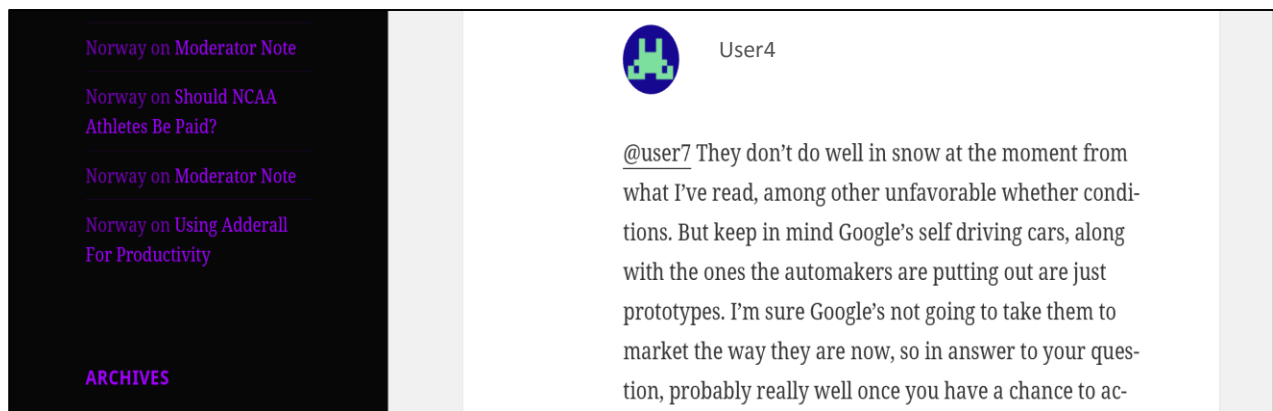 Norway on Moderator Note
Norway on Should NCAA
Athletes Be Paid?
Norway on Moderator Note
Norway on Using Adderall
For Productivity
ARCHIVES
User4
@user7 They don’t do well in snow at the moment from
what I’ve read, among other unfavorable whether condi-
tions. But keep in mind Google’s self driving cars, along
with the ones the automakers are putting out are just
prototypes. I’m sure Google’s not going to take them to
market the way they are now, so in answer to your ques-
tion, probably really well once you have a chance to ac-